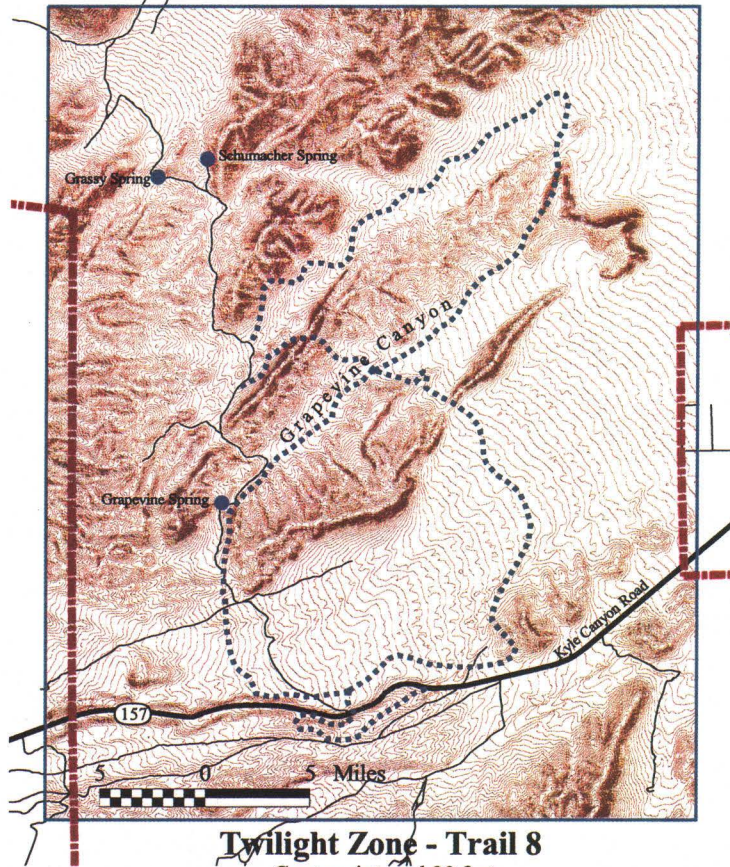 Schumacher Spring
Grassy Spring
Grapevine Canyon
Grapevine Spring
Kyle Canyon Road
157
5 0 5 Miles
Twilight Zone - Trail 8